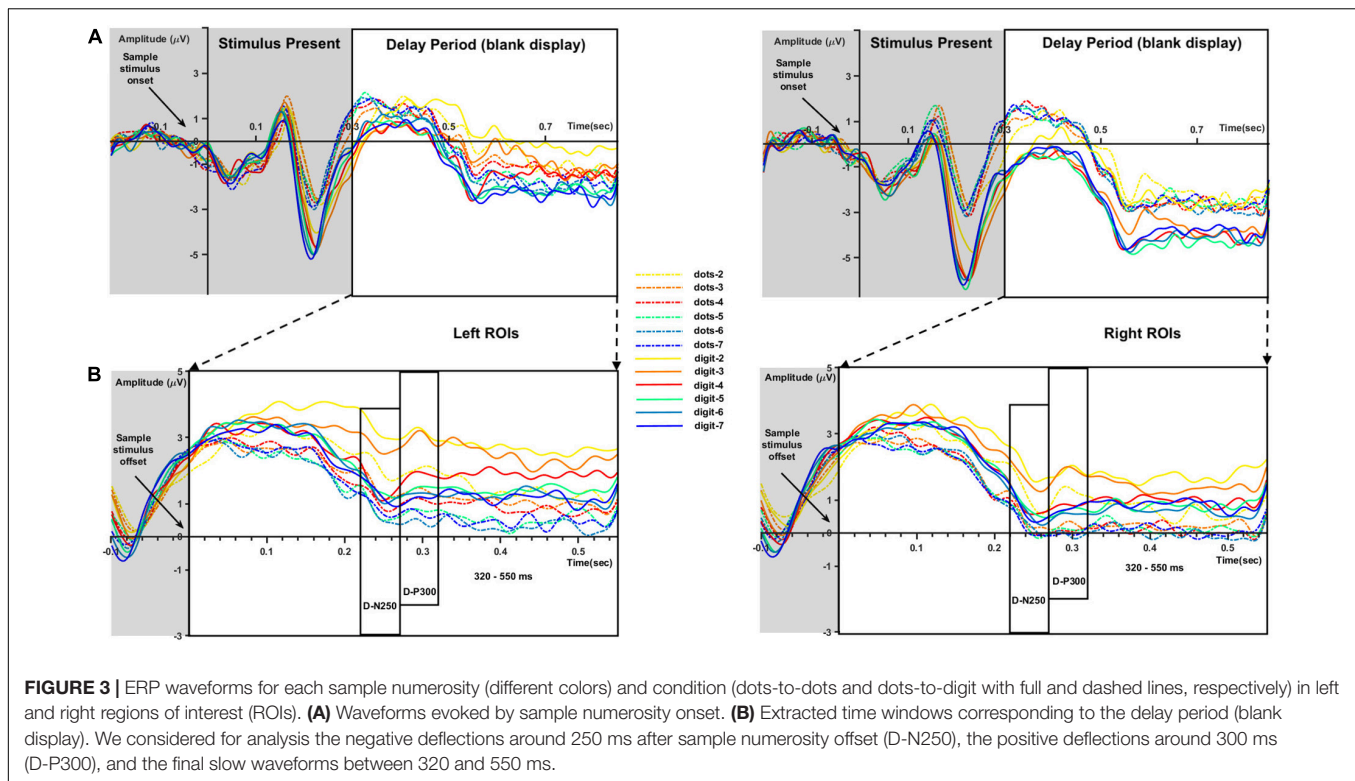 A
Amplitude (µV)
Stimulus Present
Delay Period (blank display)
Sample
stimulus
onset
3
1
0.1
0
0.1
0.3
0.5
0.7
Time(sec)
-1
-3
-5
Amplitude (µV)
Stimulus Present
Delay Period (blank display)
Sample
stimulus
onset
3
1
0.1
0
0.1
0.3
0.5
0.7
Time(sec)
-1
-3
-5
dots-2
dots-3
dots-4
dots-5
dots-6
dots-7
digit-2
digit-3
digit-4
digit-5
digit-6
digit-7
Left ROIs
Right ROIs
B
Amplitude (µV)
5
Sample
stimulus
offset
3
1
-0.1
0
0.1
0.2
0.3
0.4
0.5
Time(sec)
-1
-3
D-N250
D-P300
320 - 550 ms
Amplitude (µV)
5
Sample
stimulus
offset
3
1
-0.1
0
0.1
0.2
0.3
0.4
0.5
Time(sec)
-1
-3
D-N250
D-P300
320 - 550 ms
FIGURE 3 | ERP waveforms for each sample numerosity (different colors) and condition (dots-to-dots and dots-to-digit with full and dashed lines, respectively) in left
and right regions of interest (ROIs). (A) Waveforms evoked by sample numerosity onset. (B) Extracted time windows corresponding to the delay period (blank
display). We considered for analysis the negative deflections around 250 ms after sample numerosity offset (D-N250), the positive deflections around 300 ms
(D-P300), and the final slow waveforms between 320 and 550 ms.